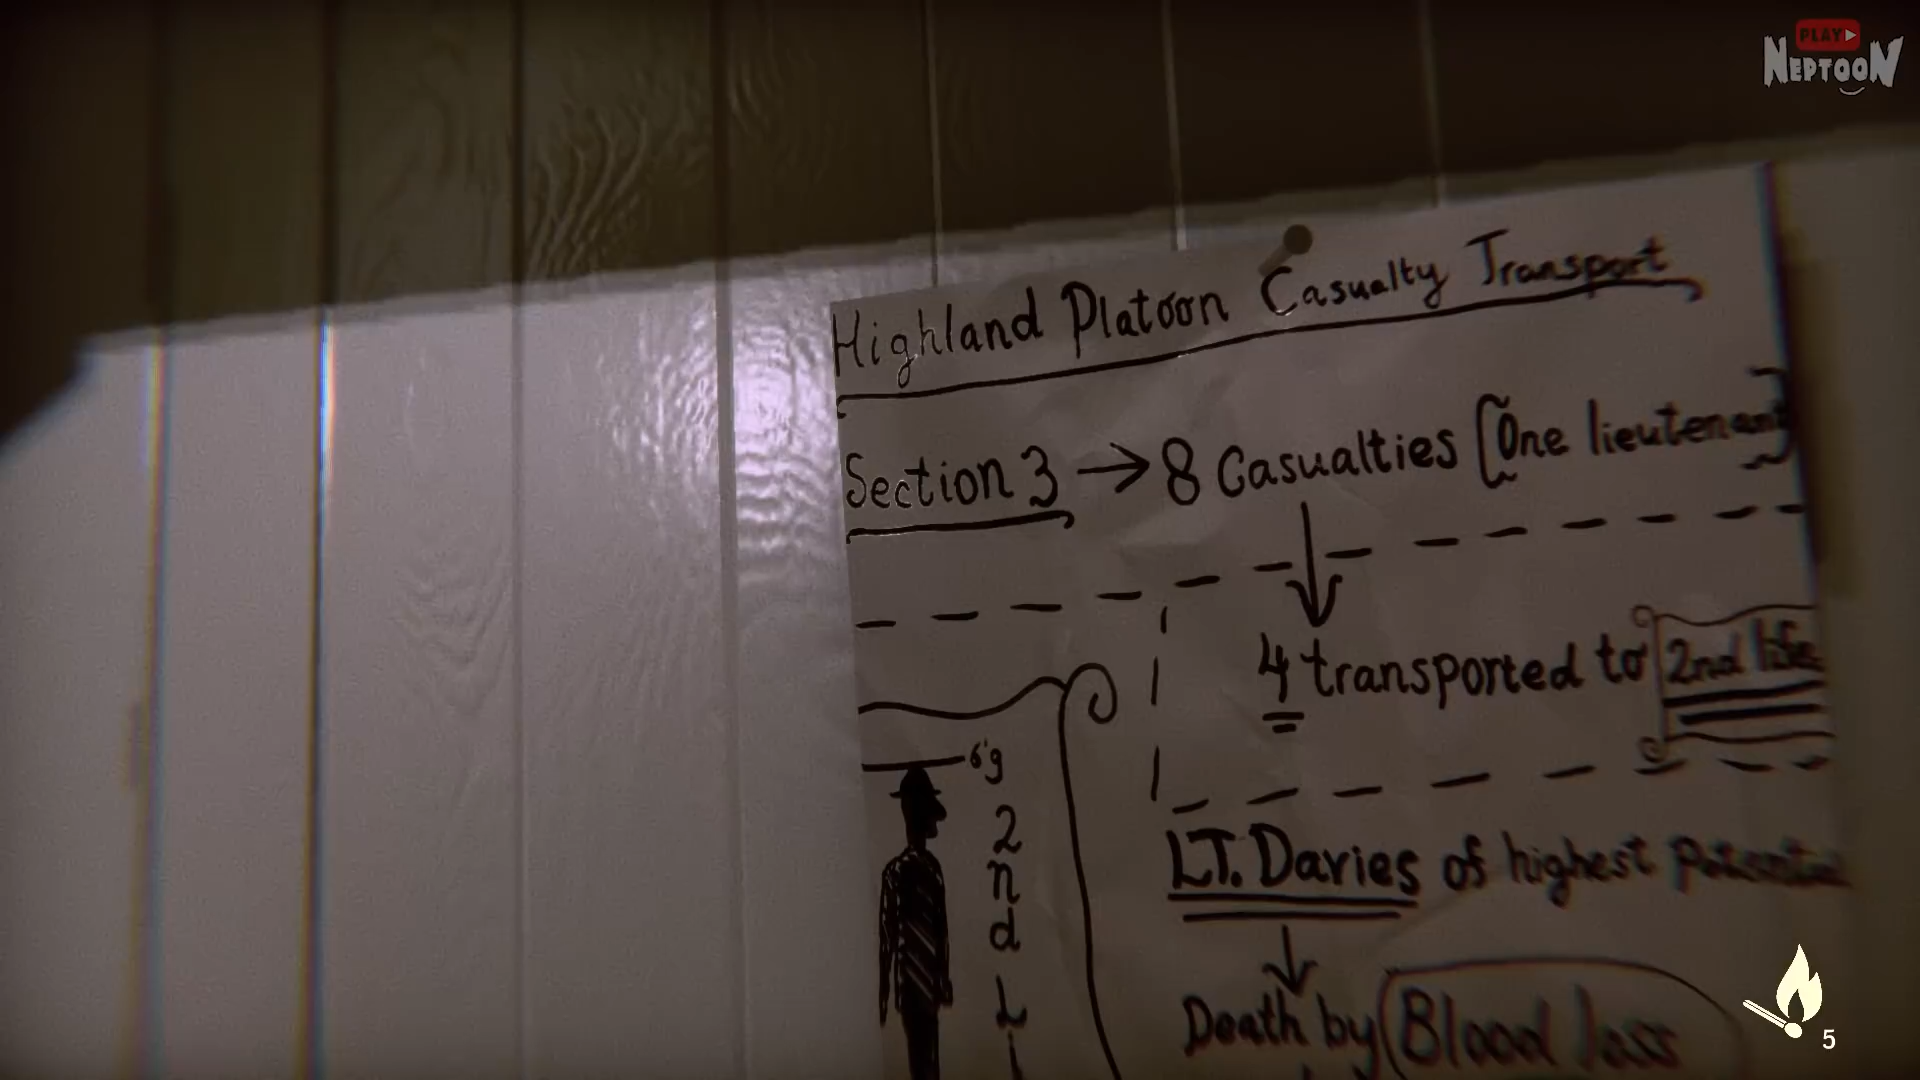 PLAY
NEPTOON
Highland Platoon Casualty Transport
Section 3 → 8 Casualties [One lieutenant]
4 transported to 2nd life
6'9
2
n
d
L
i
LT. Davies of highest
Death by Blood loss
5